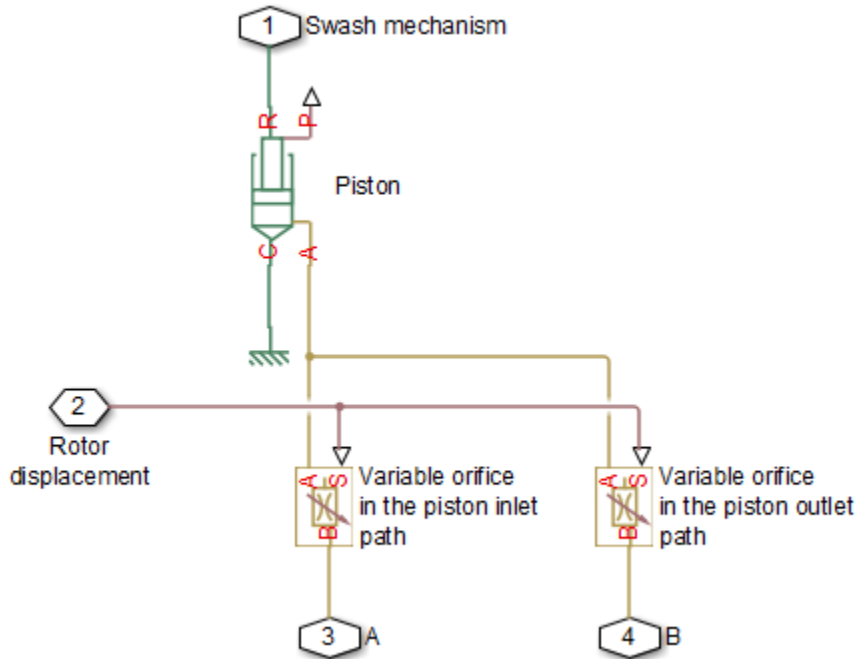 1 Swash mechanism
R P
Piston
C A
2
Rotor
displacement
A S Variable orifice
in the piston inlet
B path
A S Variable orifice
in the piston outlet
B path
3 A
4 B